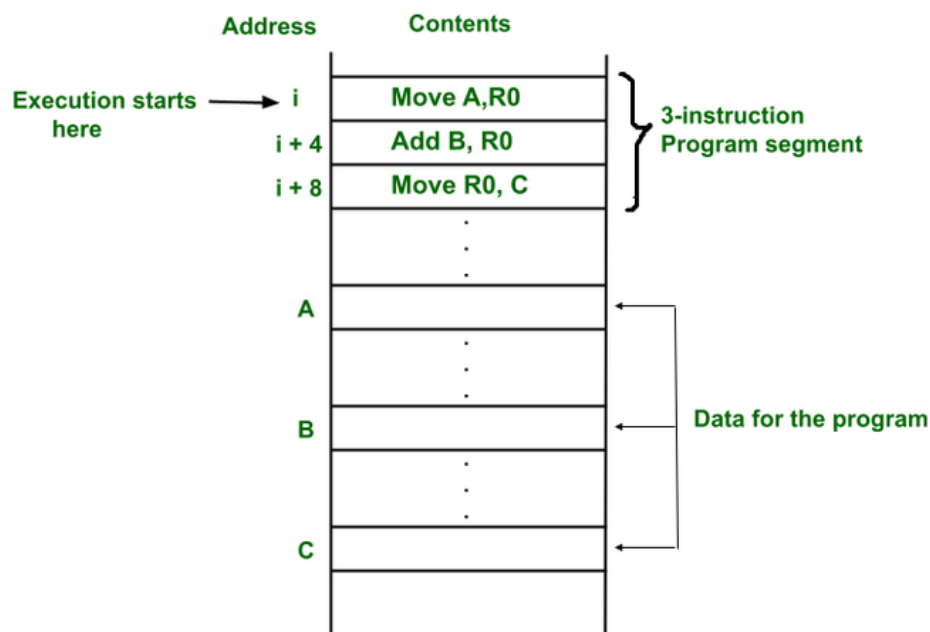 Address Contents
Execution starts
here
i Move A,R0
i + 4 Add B, R0
i + 8 Move R0, C
3-instruction
Program segment
A
B
C
Data for the program